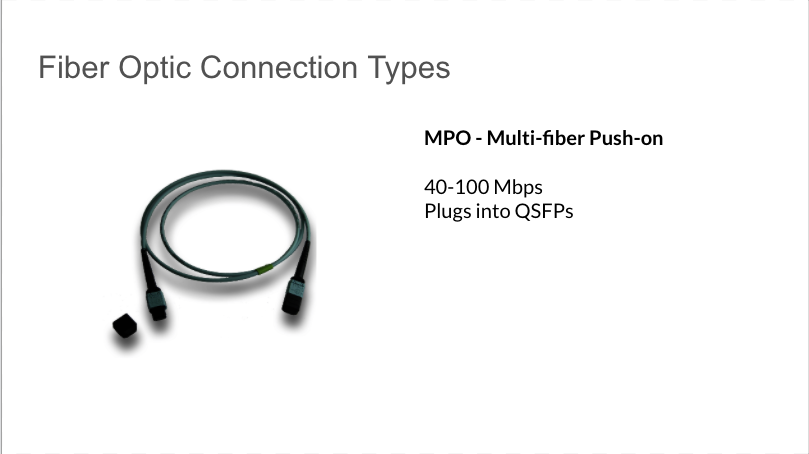 Fiber Optic Connection Types
MPO - Multi-fiber Push-on
40-100 Mbps
Plugs into QSFPs